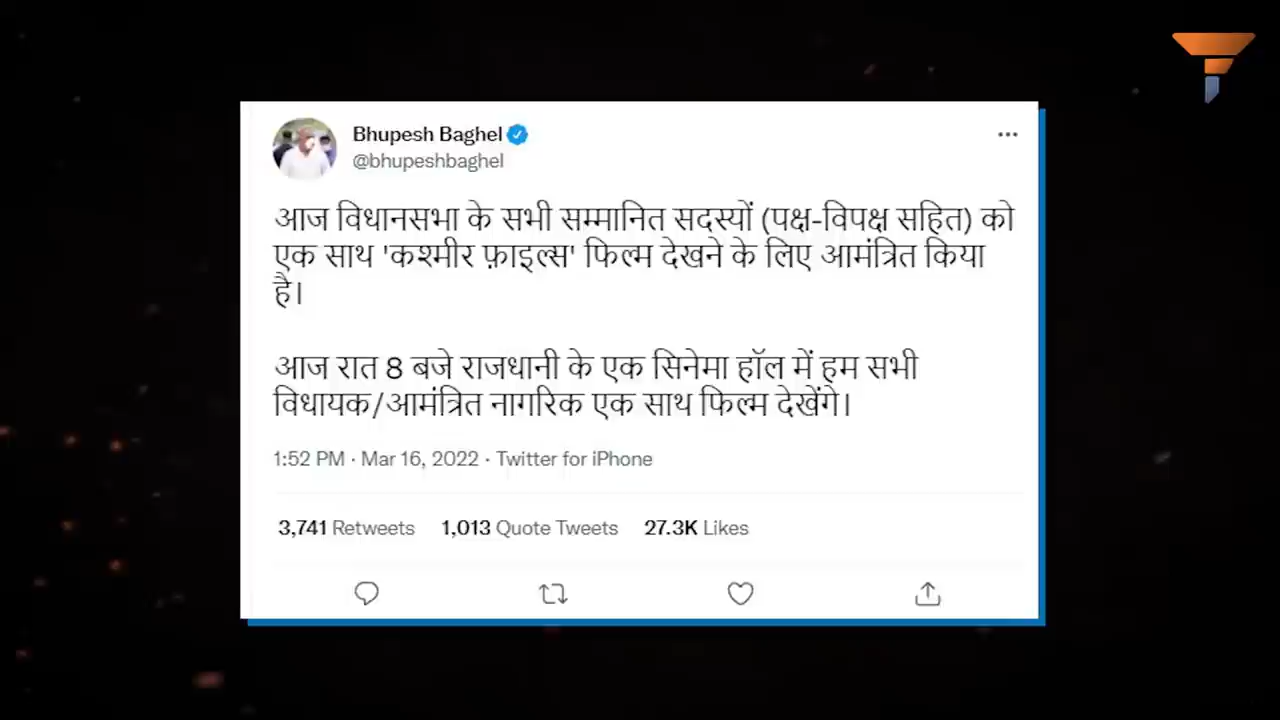 Bhupesh Baghel
@bhupeshbaghel
आज विधानसभा के सभी सम्मानित सदस्यों (पक्ष-विपक्ष सहित) को
एक साथ 'कश्मीर फ़ाइल्स' फिल्म देखने के लिए आमंत्रित किया
है।
आज रात 8 बजे राजधानी के एक सिनेमा हॉल में हम सभी
विधायक/आमंत्रित नागरिक एक साथ फिल्म देखेंगे।
1:52 PM · Mar 16, 2022 · Twitter for iPhone
3,741 Retweets 1,013 Quote Tweets 27.3K Likes